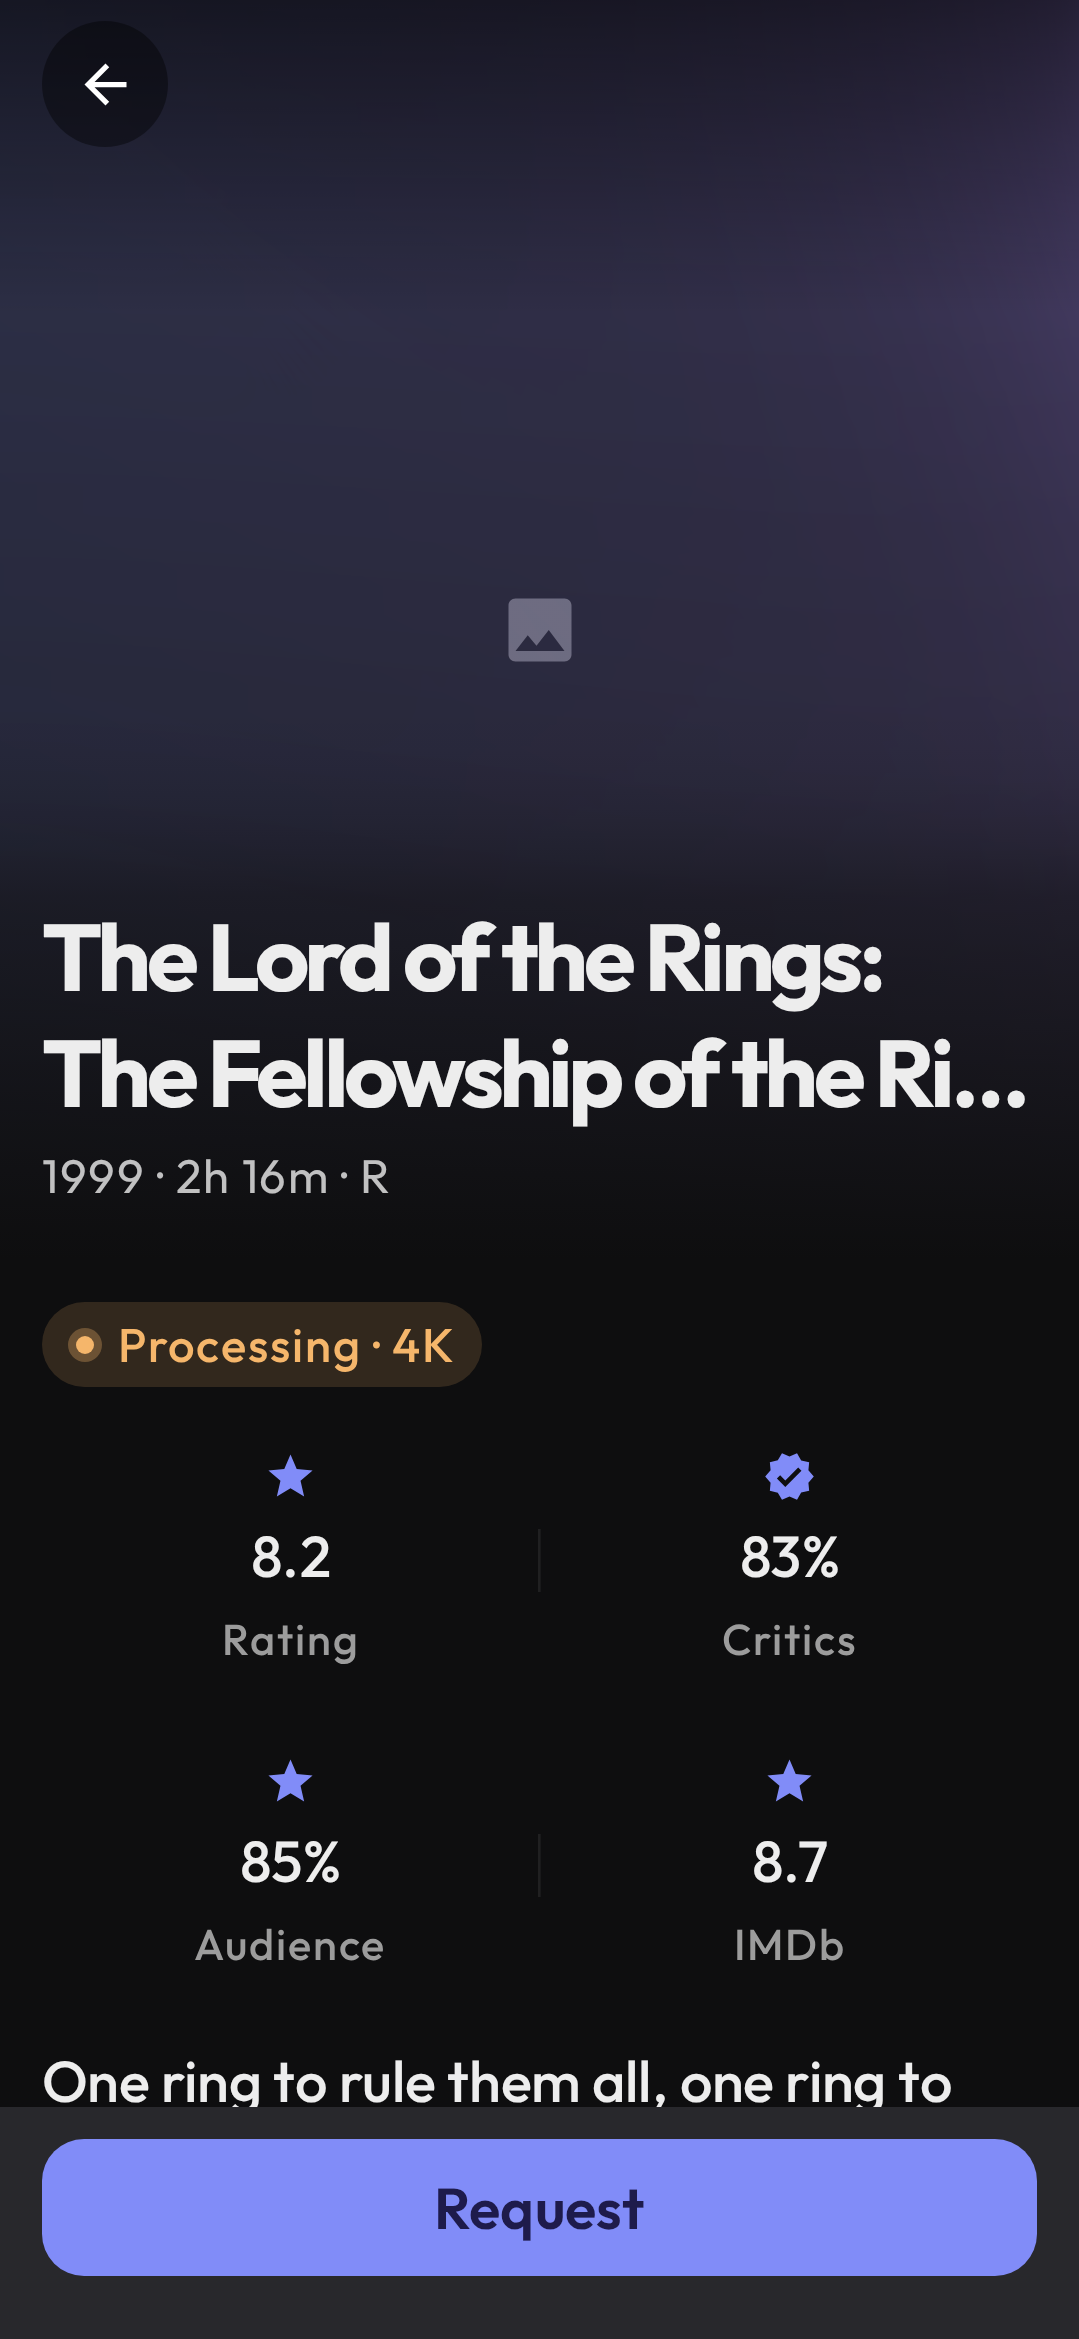 The Lord of the Rings:
The Fellowship of the Ri...
1999 · 2h 16m · R
Processing · 4K
8.2
Rating
83%
Critics
85%
Audience
8.7
IMDb
One ring to rule them all, one ring to
Request